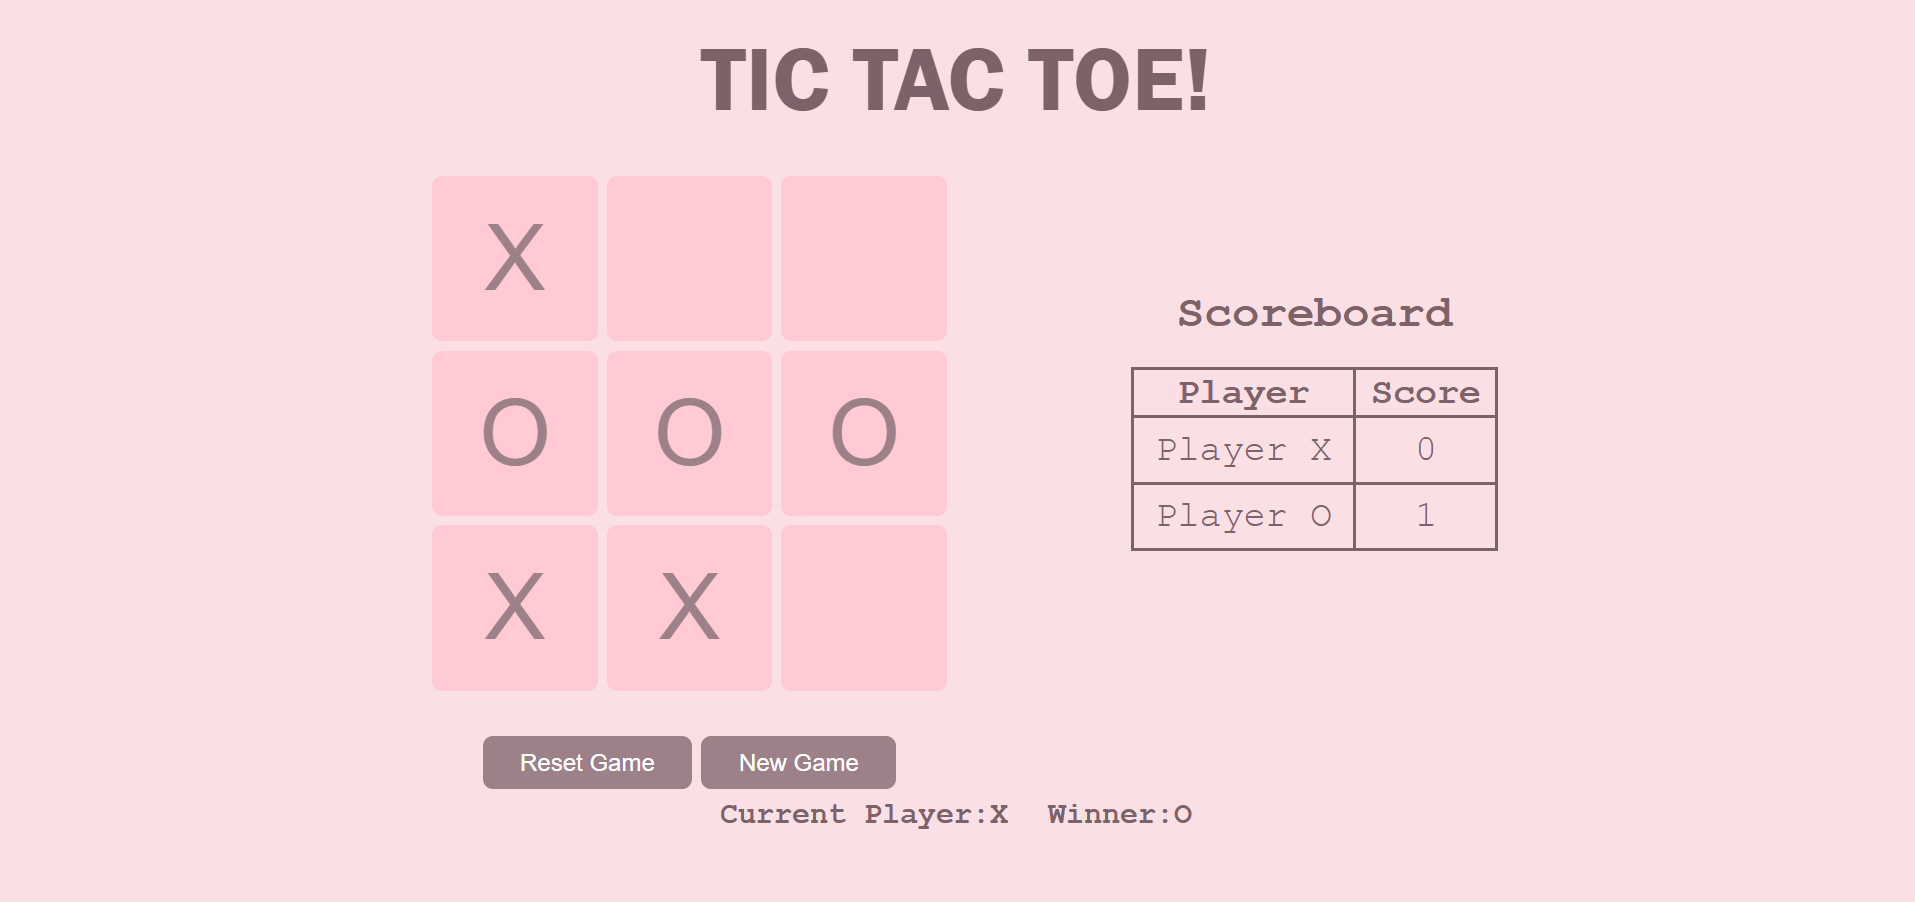 TIC TAC TOE!
X
O O O
X X
Scoreboard
Player Score
Player X 0
Player O 1
Reset Game New Game
Current Player:X Winner:O